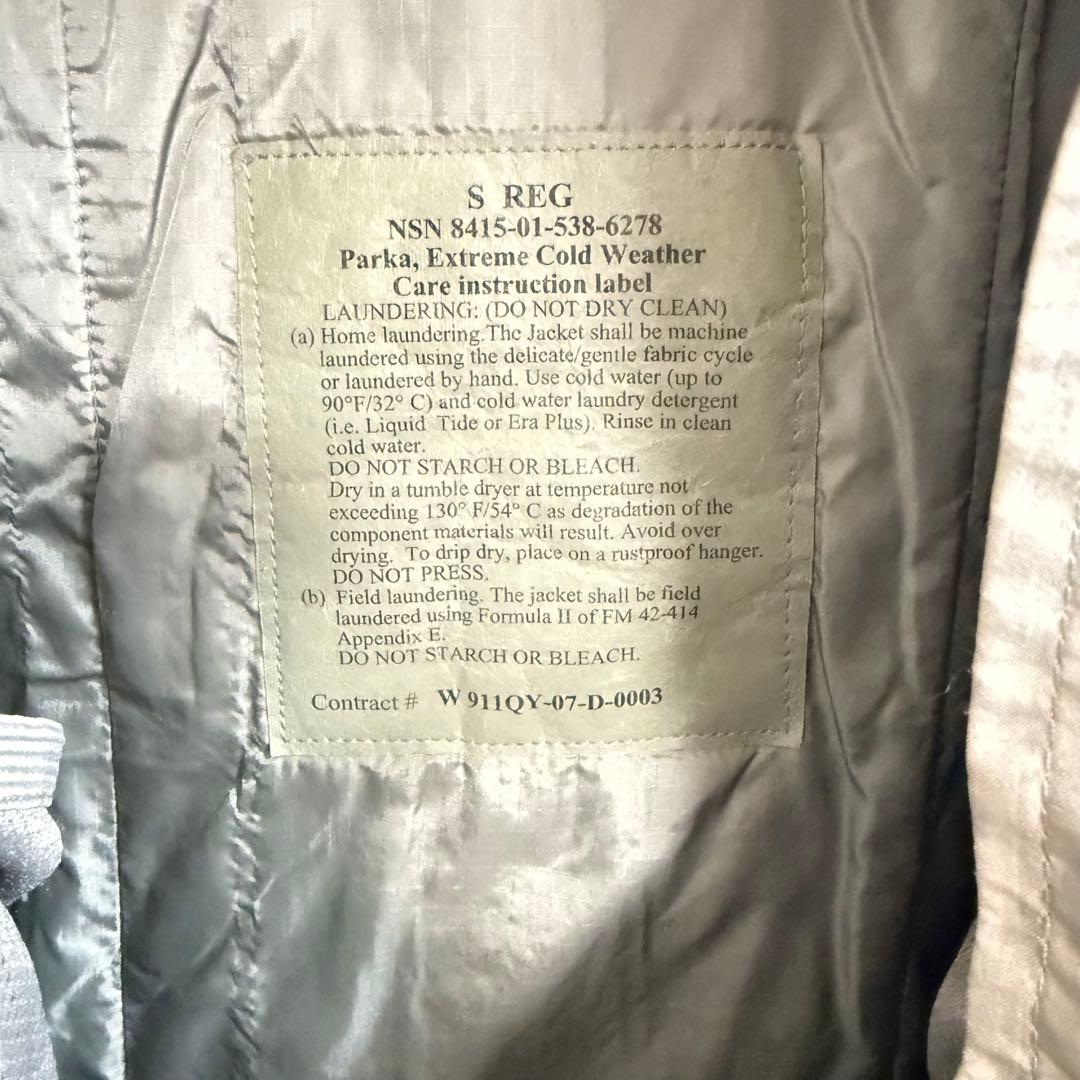 S REG
NSN 8415-01-538-6278
Parka, Extreme Cold Weather
Care instruction label
LAUNDERING: (DO NOT DRY CLEAN)
(a) Home laundering. The Jacket shall be machine
laundered using the delicate/gentle fabric cycle
or laundered by hand. Use cold water (up to
90°F/32° C) and cold water laundry detergent
(i.e. Liquid Tide or Era Plus). Rinse in clean
cold water.
DO NOT STARCH OR BLEACH.
Dry in a tumble dryer at temperature not
exceeding 130° F/54° C as degradation of the
component materials will result. Avoid over
drying. To drip dry, place on a rustproof hanger.
DO NOT PRESS.
(b) Field laundering. The jacket shall be field
laundered using Formula II of FM 42-414
Appendix E.
DO NOT STARCH OR BLEACH.
Contract # W 911QY-07-D-0003